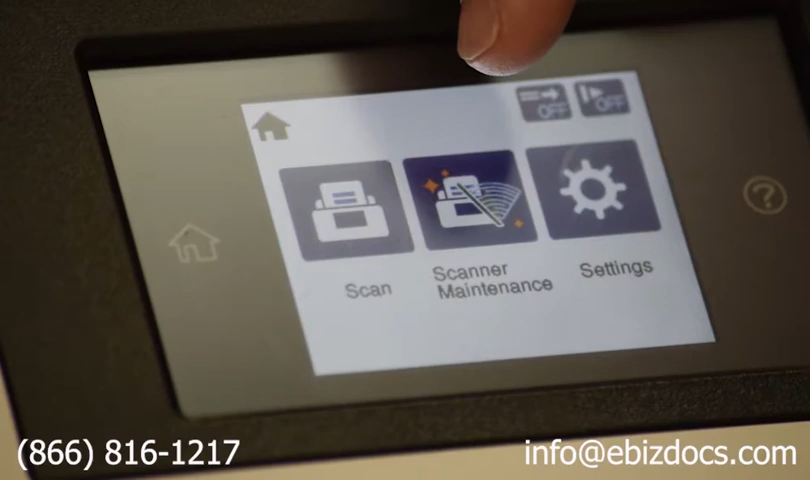 OFF
OFF
Scan
Scanner
Maintenance
Settings
?
(866) 816-1217
info@ebizdocs.com